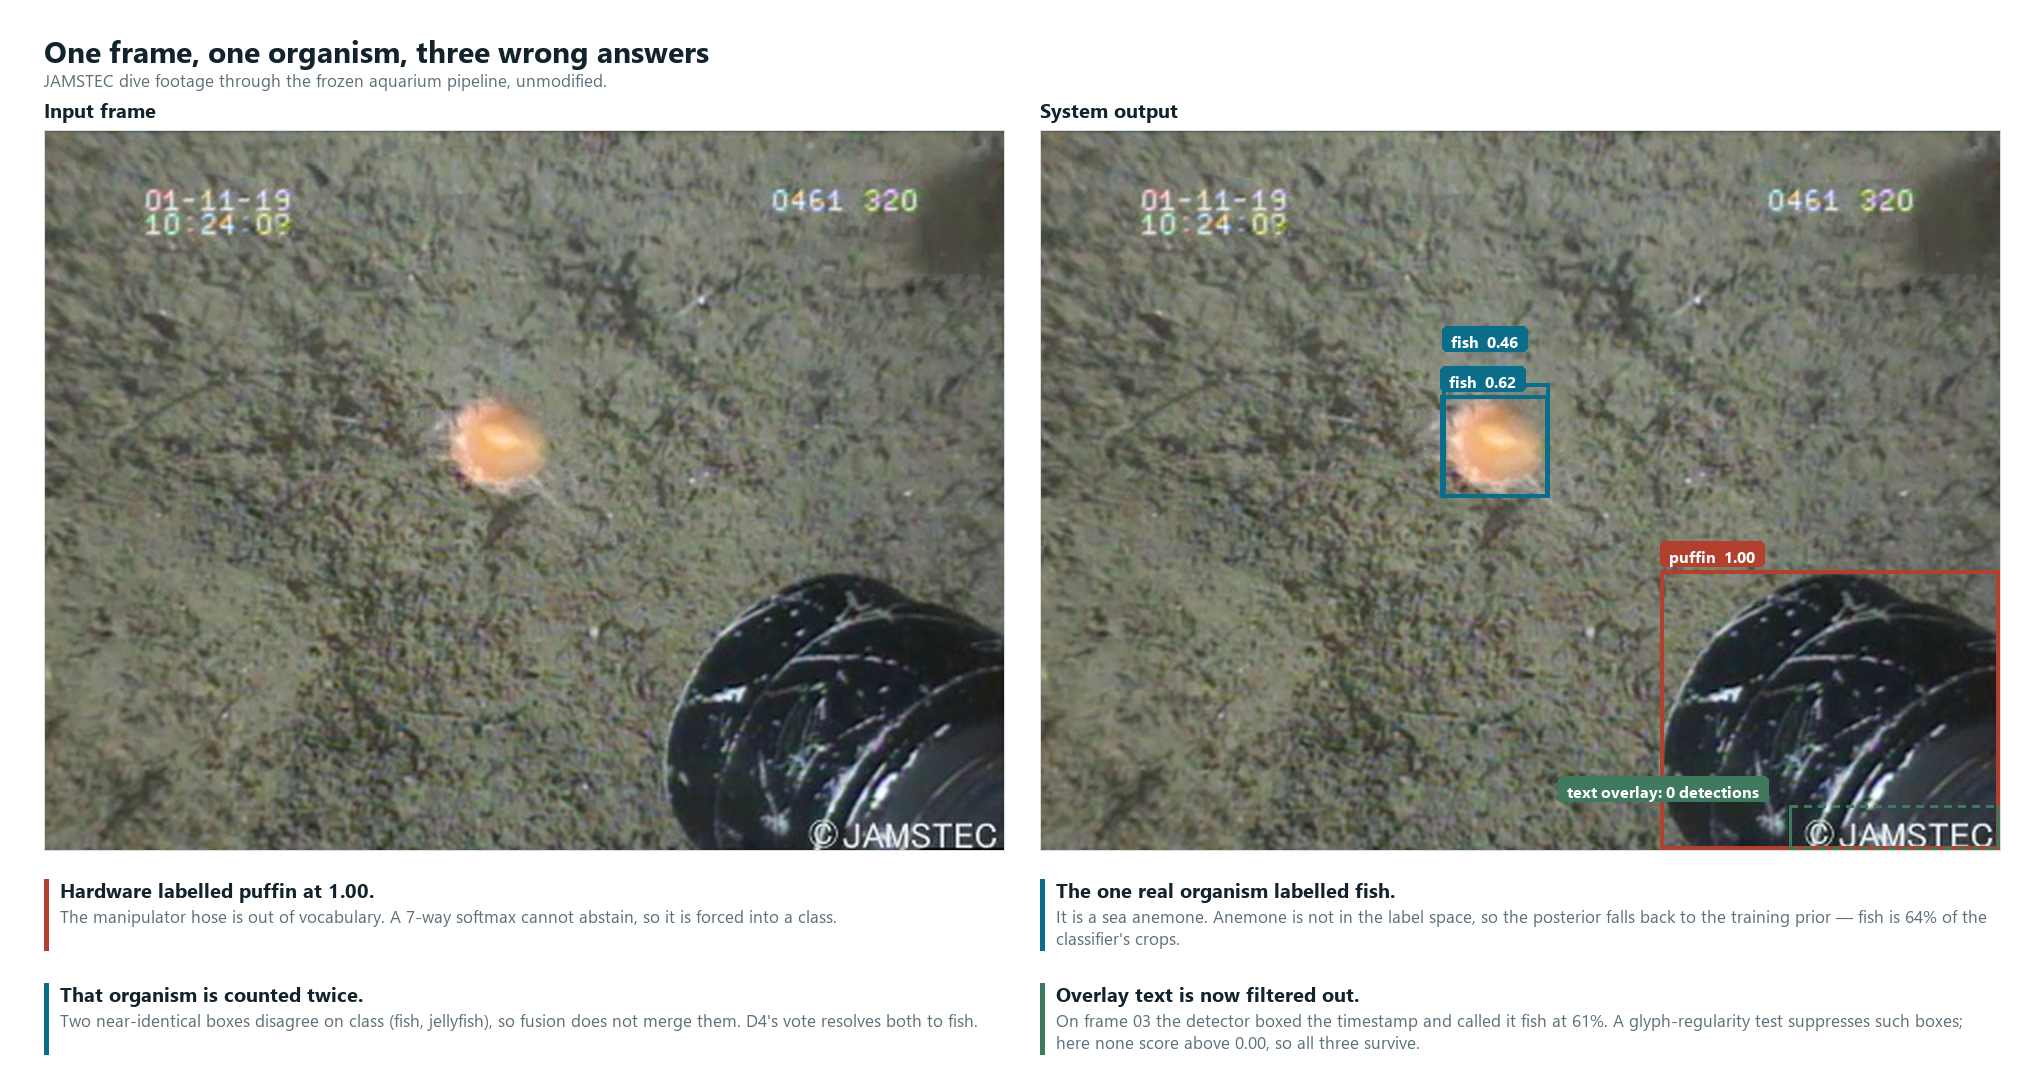 One frame, one organism, three wrong answers
JAMSTEC dive footage through the frozen aquarium pipeline, unmodified.
Input frame
System output
01-11-19
10:24:0?
0461 320
© JAMSTEC
01-11-19
10:24:0?
0461 320
fish 0.46
fish 0.62
puffin 1.00
text overlay: 0 detections
© JAMSTEC
Hardware labelled puffin at 1.00.
The manipulator hose is out of vocabulary. A 7-way softmax cannot abstain, so it is forced into a class.
The one real organism labelled fish.
It is a sea anemone. Anemone is not in the label space, so the posterior falls back to the training prior — fish is 64% of the
classifier's crops.
That organism is counted twice.
Two near-identical boxes disagree on class (fish, jellyfish), so fusion does not merge them. D4's vote resolves both to fish.
Overlay text is now filtered out.
On frame 03 the detector boxed the timestamp and called it fish at 61%. A glyph-regularity test suppresses such boxes;
here none score above 0.00, so all three survive.